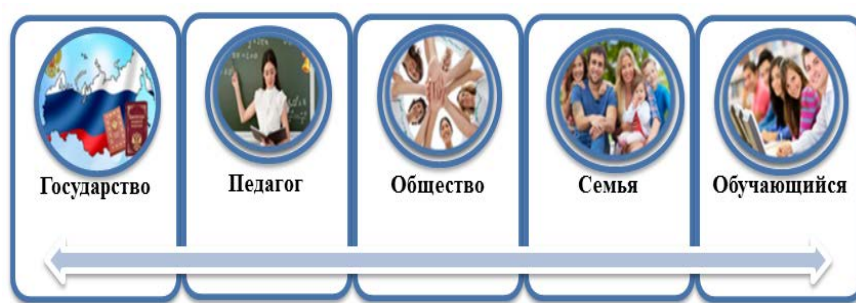 Государство
Педагог
Общество
Семья
Обучающийся